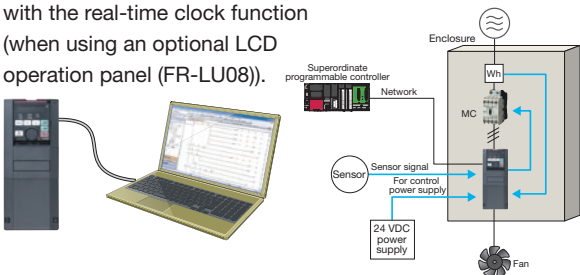 with the real-time clock function
(when using an optional LCD
operation panel (FR-LU08)).
Enclosure
Wh
Superordinate
programmable controller
Network
MC
Sensor
Sensor signal
For control
power supply
24 VDC
power
supply
Fan